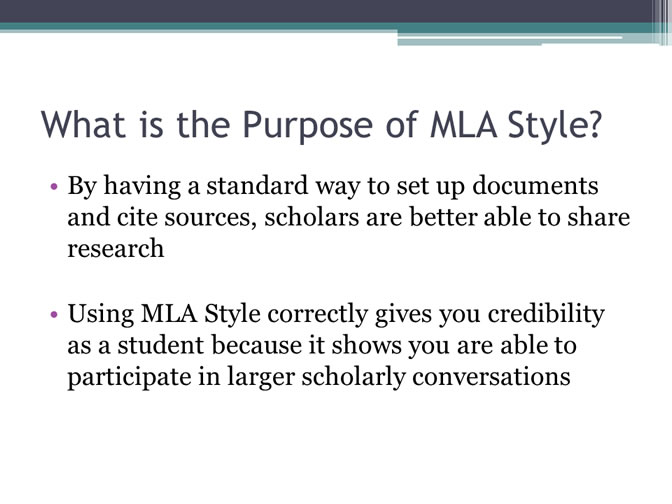 What is the Purpose of MLA Style?
• By having a standard way to set up documents
and cite sources, scholars are better able to share
research
• Using MLA Style correctly gives you credibility
as a student because it shows you are able to
participate in larger scholarly conversations